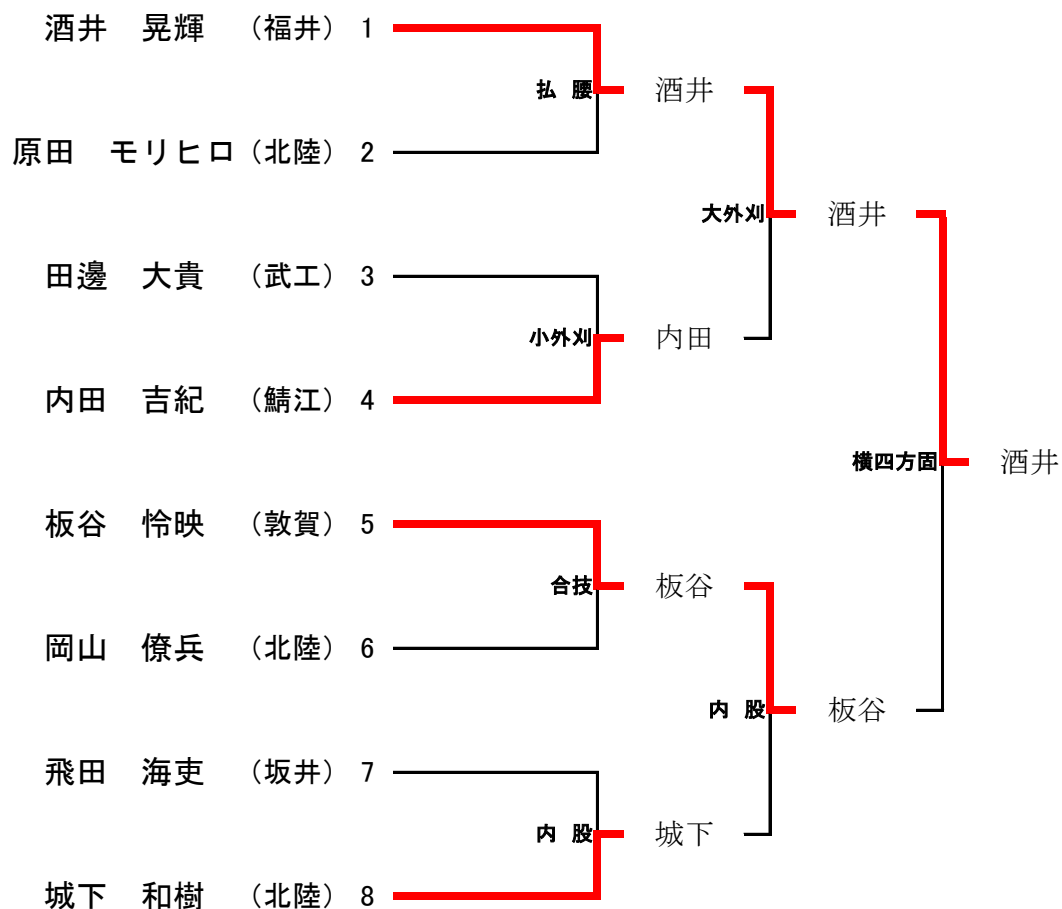 酒井　晃輝　（福井） 1
払 腰　酒井
原田　モリヒロ（北陸） 2
大外刈　酒井
田邊　大貴　（武工） 3
小外刈　内田
内田　吉紀　（鯖江） 4
横四方固　酒井
板谷　怜映　（敦賀） 5
合技　板谷
岡山　僚兵　（北陸） 6
内 股　板谷
飛田　海吏　（坂井） 7
内 股　城下
城下　和樹　（北陸） 8